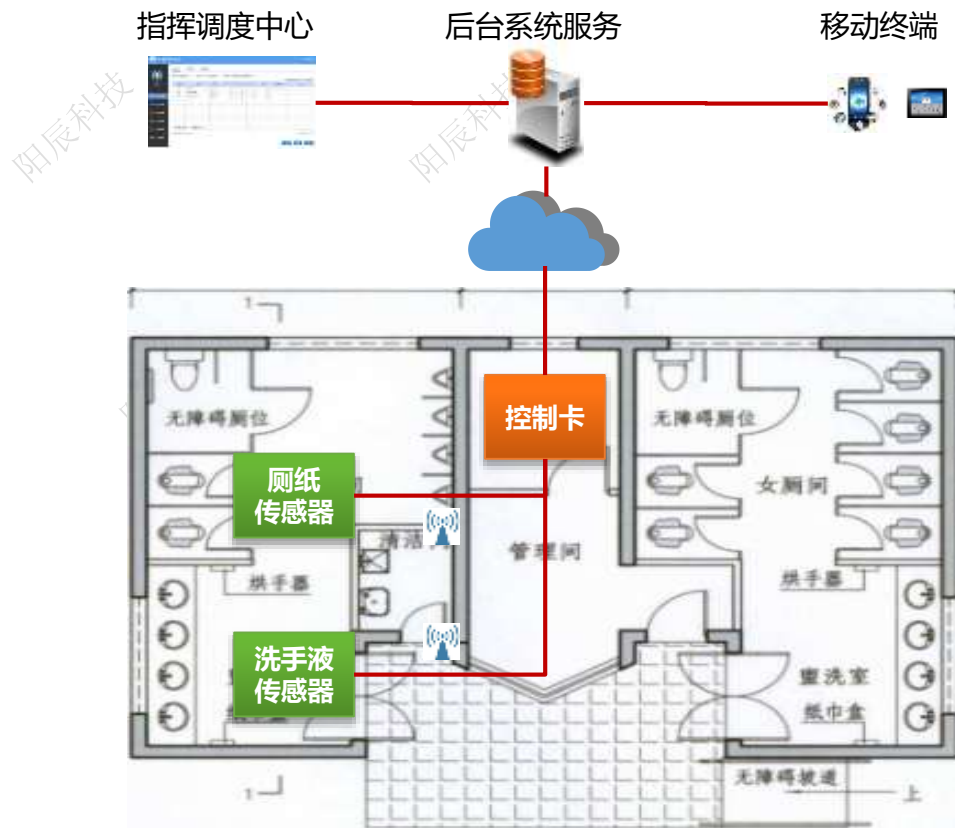 指挥调度中心
后台系统服务
移动终端
阳辰科技
阳辰科技
1
无障碍厕位
控制卡
无障碍厕位
厕纸
传感器
女厕间
清洁
管理间
烘手器
烘手器
洗手液
传感器
盥洗室
纸巾盒
无障碍坡道
上
1